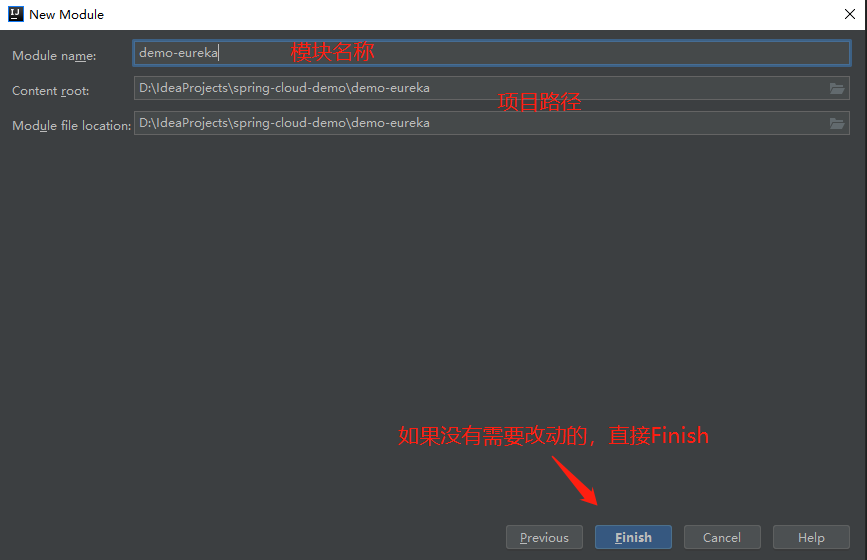 New Module
Module name: demo-eureka 模块名称
Content root: D:\IdeaProjects\spring-cloud-demo\demo-eureka
项目路径
Module file location: D:\IdeaProjects\spring-cloud-demo\demo-eureka
如果没有需要改动的，直接Finish
Previous Finish Cancel Help